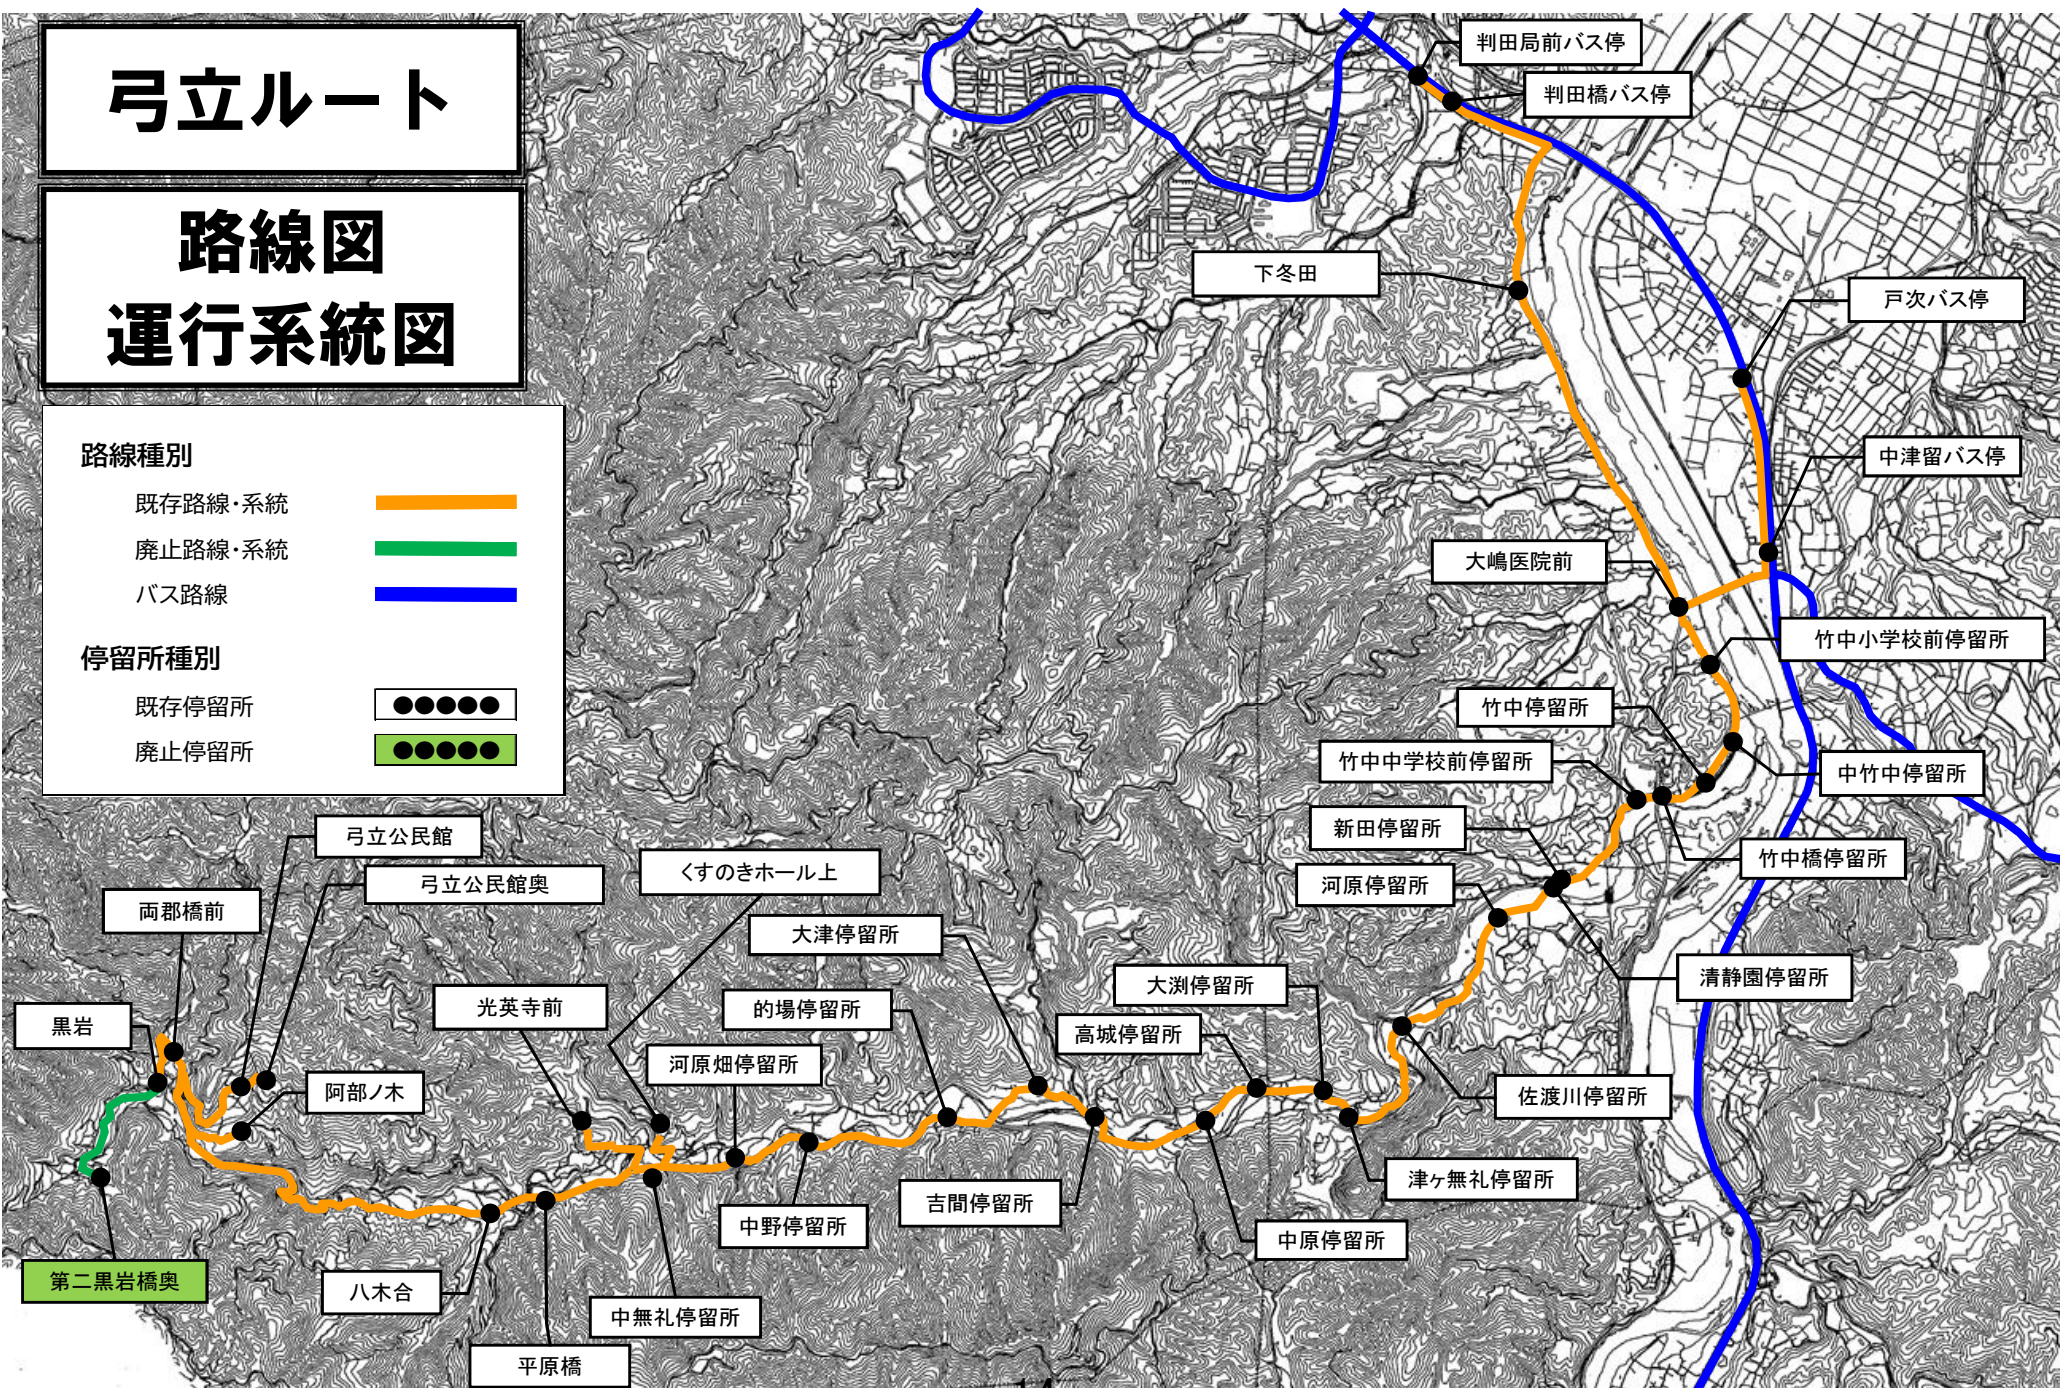 弓立ルート
路線図
運行系統図
路線種別
既存路線・系統
廃止路線・系統
バス路線
停留所種別
既存停留所
●●●●●
廃止停留所
●●●●●
判田局前バス停
判田橋バス停
下冬田
戸次バス停
中津留バス停
大嶋医院前
竹中小学校前停留所
竹中停留所
竹中中学校前停留所
中竹中停留所
新田停留所
竹中橋停留所
河原停留所
弓立公民館
くすのきホール上
弓立公民館奥
両郡橋前
大津停留所
清静園停留所
大渕停留所
光英寺前
的場停留所
黒岩
高城停留所
河原畑停留所
阿部ノ木
佐渡川停留所
津ヶ無礼停留所
吉間停留所
中野停留所
中原停留所
第二黒岩橋奥
八木合
中無礼停留所
平原橋